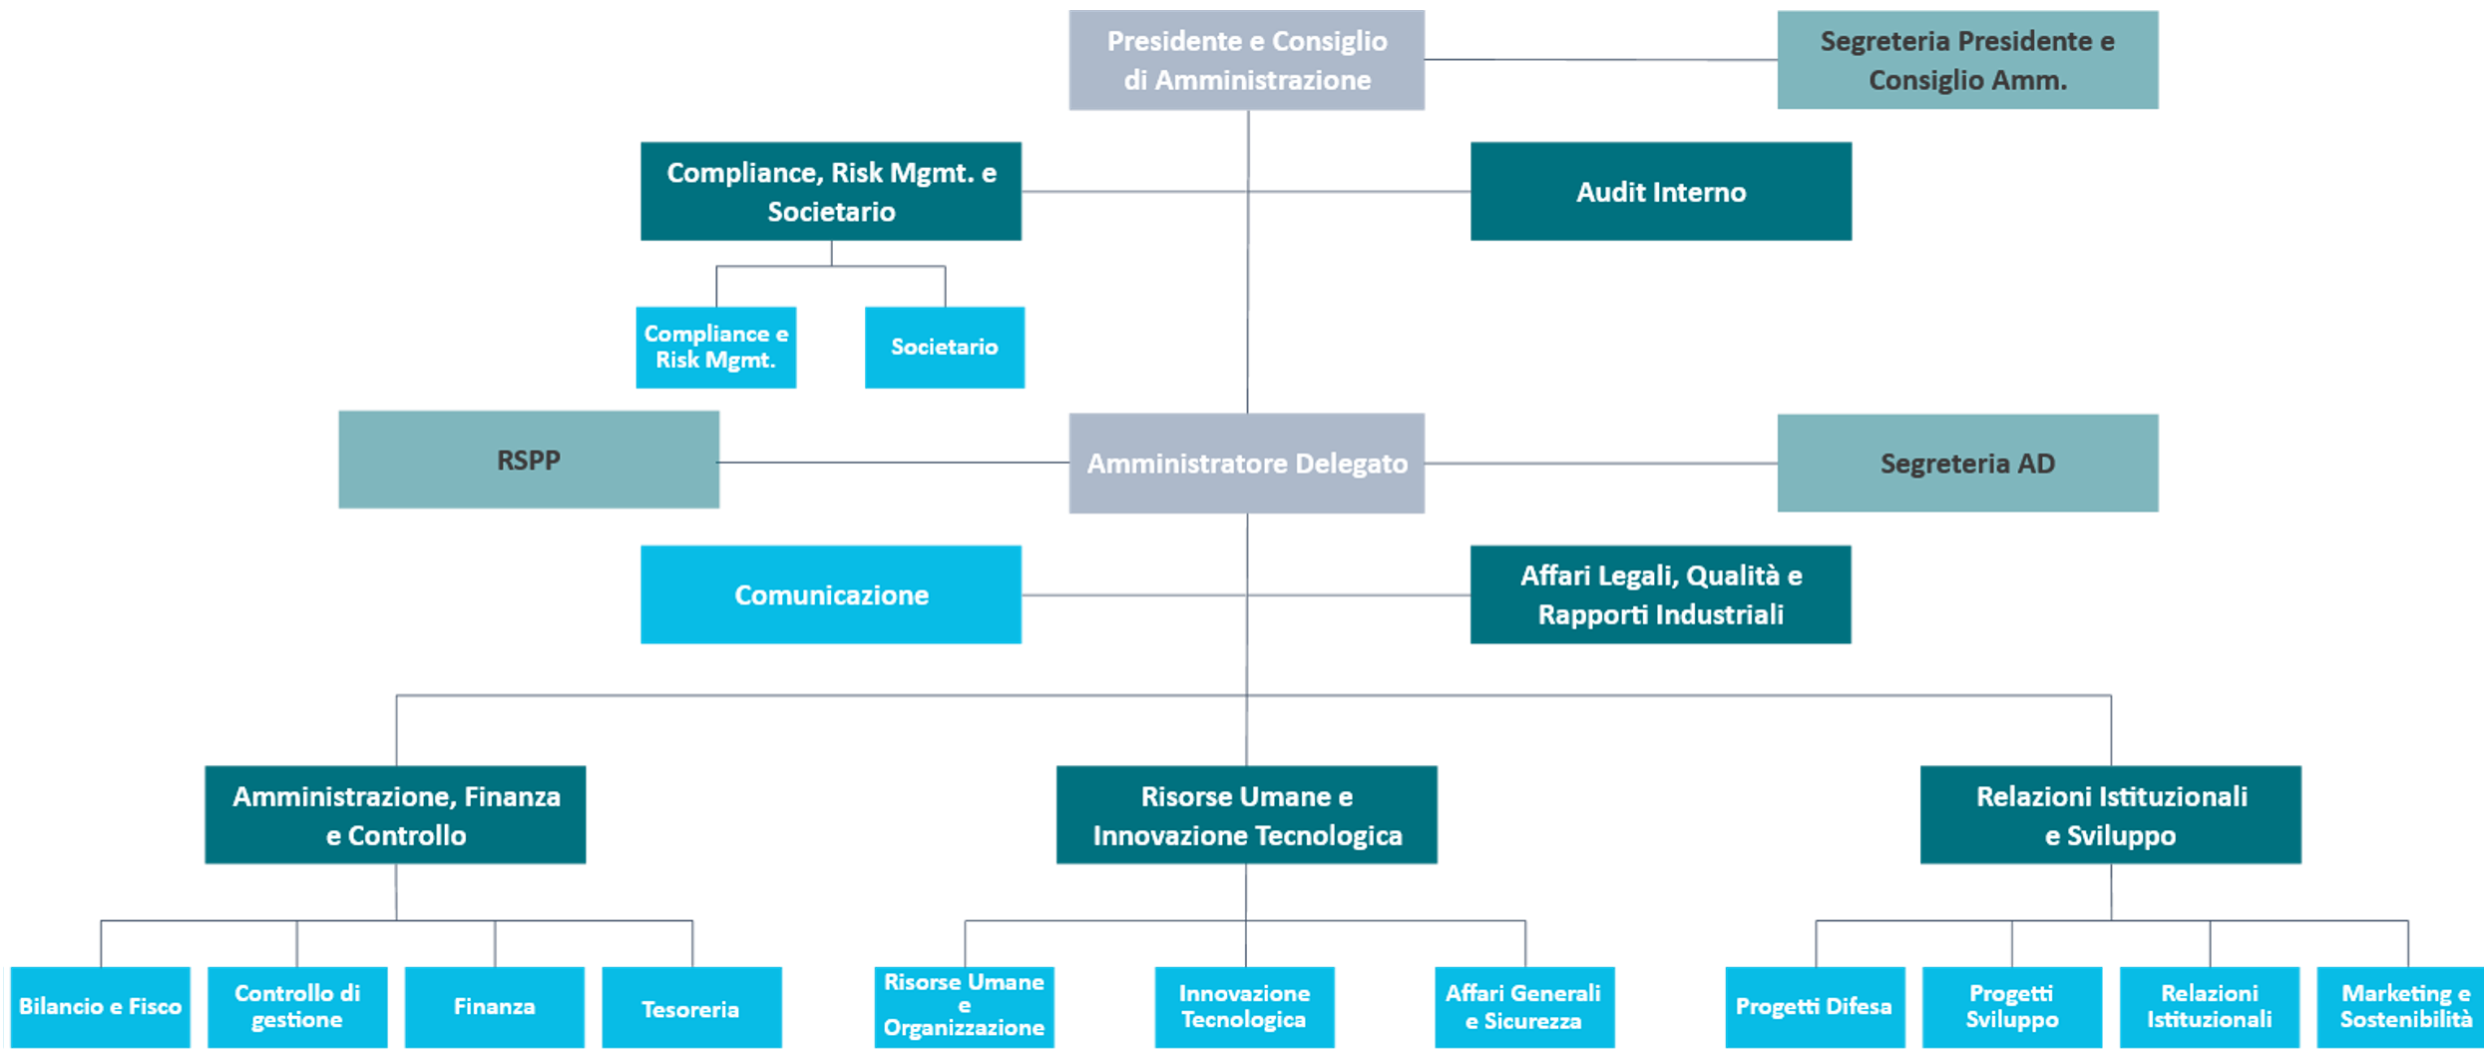 Presidente e Consiglio
di Amministrazione
Segreteria Presidente e
Consiglio Amm.
Compliance, Risk Mgmt. e
Societario
Audit Interno
Compliance e
Risk Mgmt.
Societario
RSPP
Amministratore Delegato
Segreteria AD
Comunicazione
Affari Legali, Qualità e
Rapporti Industriali
Amministrazione, Finanza
e Controllo
Risorse Umane e
Innovazione Tecnologica
Relazioni Istituzionali
e Sviluppo
Bilancio e Fisco
Controllo di
gestione
Finanza
Tesoreria
Risorse Umane
e
Organizzazione
Innovazione
Tecnologica
Affari Generali
e Sicurezza
Progetti Difesa
Progetti
Sviluppo
Relazioni
Istituzionali
Marketing e
Sostenibilità